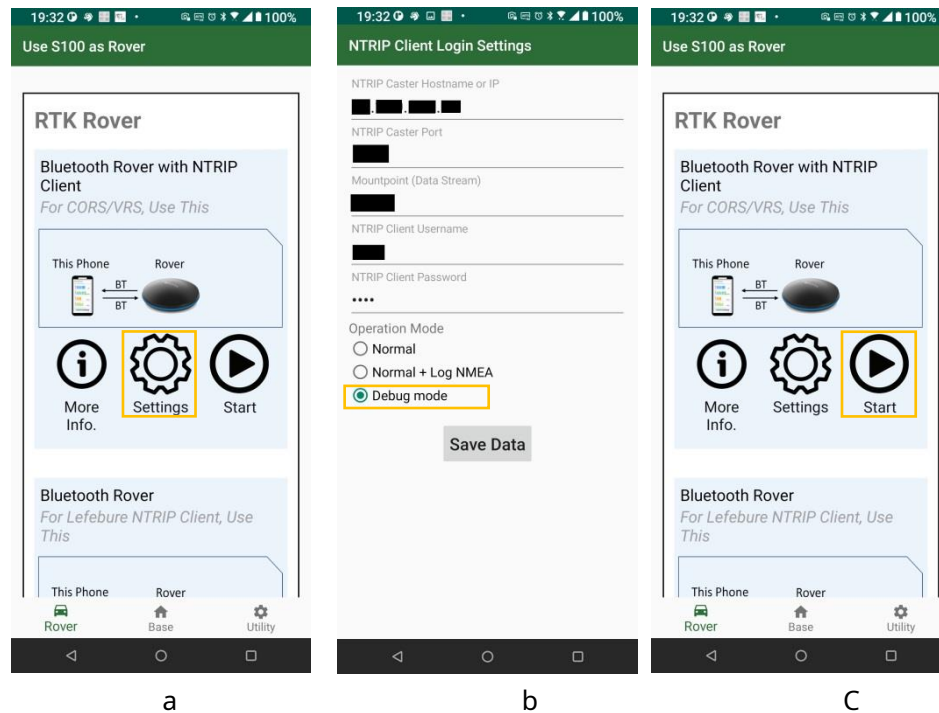 19:32 100%
Use S100 as Rover
RTK Rover
Bluetooth Rover with NTRIP
Client
For CORS/VRS, Use This
This Phone Rover
BT
BT
More
Info.
Settings
Start
Bluetooth Rover
For Lefebure NTRIP Client, Use
This
This Phone Rover
Rover Base Utility
a
19:32 100%
NTRIP Client Login Settings
NTRIP Caster Hostname or IP
. . .
NTRIP Caster Port
Mountpoint (Data Stream)
NTRIP Client Username
NTRIP Client Password
••••
Operation Mode
Normal
Normal + Log NMEA
Debug mode
Save Data
b
19:32 100%
Use S100 as Rover
RTK Rover
Bluetooth Rover with NTRIP
Client
For CORS/VRS, Use This
This Phone Rover
BT
BT
More
Info.
Settings
Start
Bluetooth Rover
For Lefebure NTRIP Client, Use
This
This Phone Rover
Rover Base Utility
C